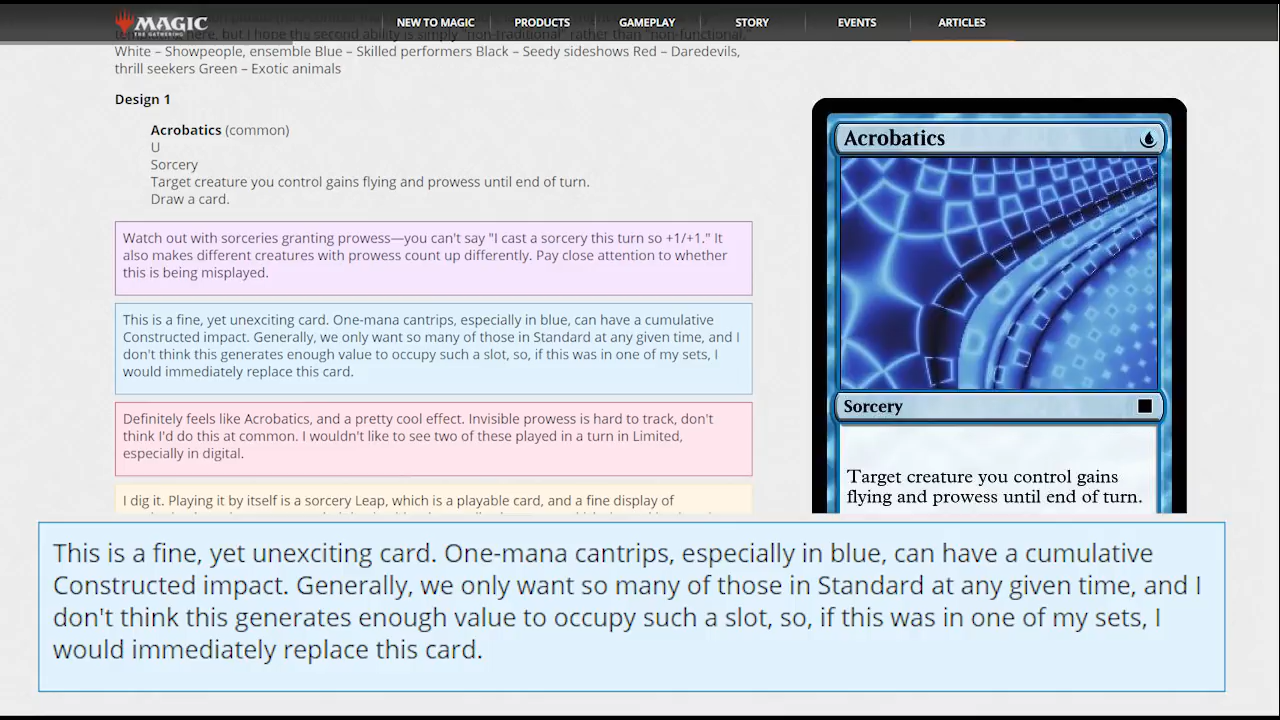 MAGIC
THE GATHERING
NEW TO MAGIC
PRODUCTS
GAMEPLAY
STORY
EVENTS
ARTICLES
here, but I hope the second ability is simply "non-traditional" rather than "non-functional."
White – Showpeople, ensemble Blue – Skilled performers Black – Seedy sideshows Red – Daredevils,
thrill seekers Green – Exotic animals
Design 1
Acrobatics (common)
U
Sorcery
Target creature you control gains flying and prowess until end of turn.
Draw a card.
Watch out with sorceries granting prowess—you can't say "I cast a sorcery this turn so +1/+1." It
also makes different creatures with prowess count up differently. Pay close attention to whether
this is being misplayed.
This is a fine, yet unexciting card. One-mana cantrips, especially in blue, can have a cumulative
Constructed impact. Generally, we only want so many of those in Standard at any given time, and I
don't think this generates enough value to occupy such a slot, so, if this was in one of my sets, I
would immediately replace this card.
Definitely feels like Acrobatics, and a pretty cool effect. Invisible prowess is hard to track, don't
think I'd do this at common. I wouldn't like to see two of these played in a turn in Limited,
especially in digital.
I dig it. Playing it by itself is a sorcery Leap, which is a playable card, and a fine display of
Acrobatics
Sorcery
Target creature you control gains
flying and prowess until end of turn.
This is a fine, yet unexciting card. One-mana cantrips, especially in blue, can have a cumulative
Constructed impact. Generally, we only want so many of those in Standard at any given time, and I
don't think this generates enough value to occupy such a slot, so, if this was in one of my sets, I
would immediately replace this card.